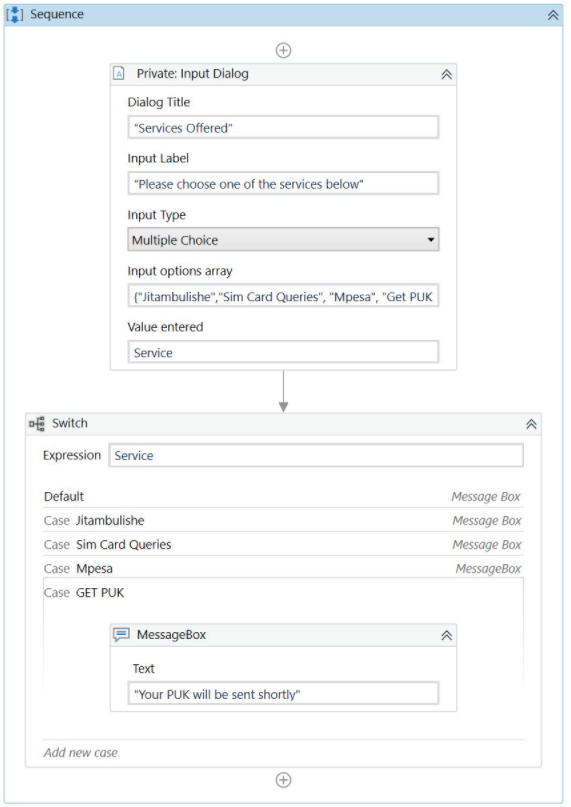 Sequence
Private: Input Dialog
Dialog Title
"Services Offered"
Input Label
"Please choose one of the services below"
Input Type
Multiple Choice
Input options array
{"Jitambulishe","Sim Card Queries", "Mpesa", "Get PUK
Value entered
Service
Switch
Expression Service
Default Message Box
Case Jitambulishe Message Box
Case Sim Card Queries Message Box
Case Mpesa MessageBox
Case GET PUK
MessageBox
Text
"Your PUK will be sent shortly"
Add new case